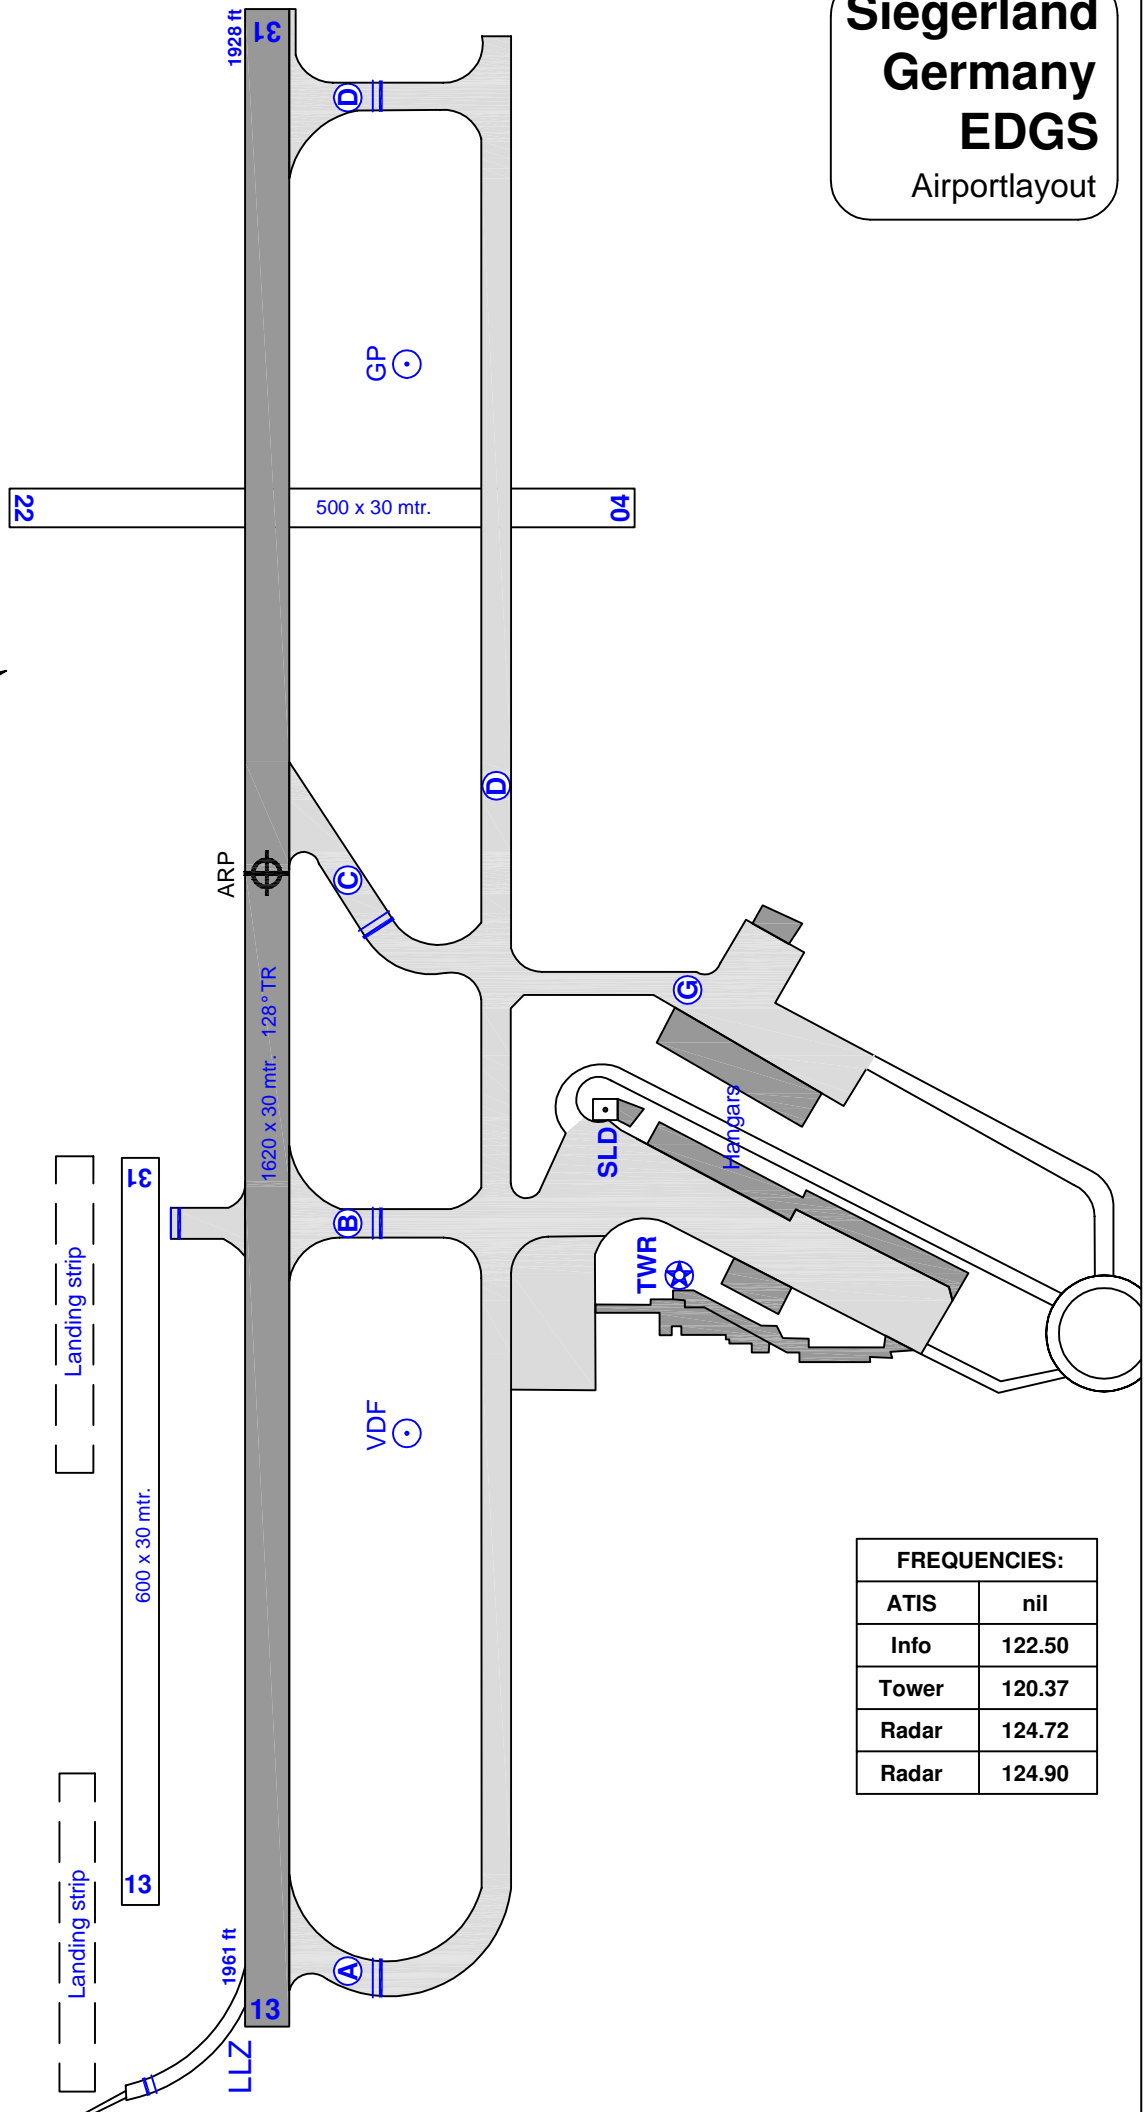 Siegerland
Germany
EDGS
Airportlayout
1928 ft
31
D
GP
22
500 x 30 mtr.
04
D
ARP
C
1620 x 30 mtr. 128° TR
G
Hangars
SLD
31
B
TWR
Landing strip
VDF
600 x 30 mtr.
FREQUENCIES:
ATIS nil
Info 122.50
Tower 120.37
Radar 124.72
Radar 124.90
13
Landing strip
1961 ft
A
13
LLZ